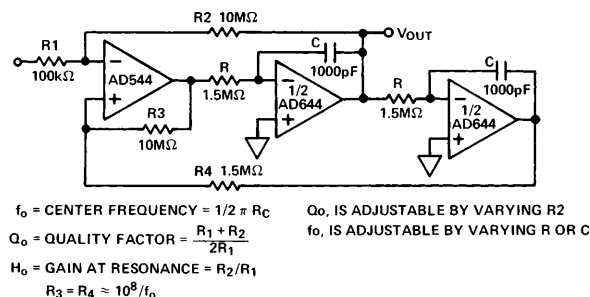 R2 10MΩ
VOUT
R1
100kΩ
AD544
−
+
R3
10MΩ
R
1.5MΩ
C
1000pF
−
1/2
AD644
+
R
1.5MΩ
C
1000pF
−
1/2
AD644
+
R4 1.5MΩ
fo = CENTER FREQUENCY = 1/2 π RC
Qo = QUALITY FACTOR = R1 + R2 / 2R1
Ho = GAIN AT RESONANCE = R2/R1
R3 = R4 ≈ 10^8/fo
Qo, IS ADJUSTABLE BY VARYING R2
fo, IS ADJUSTABLE BY VARYING R OR C